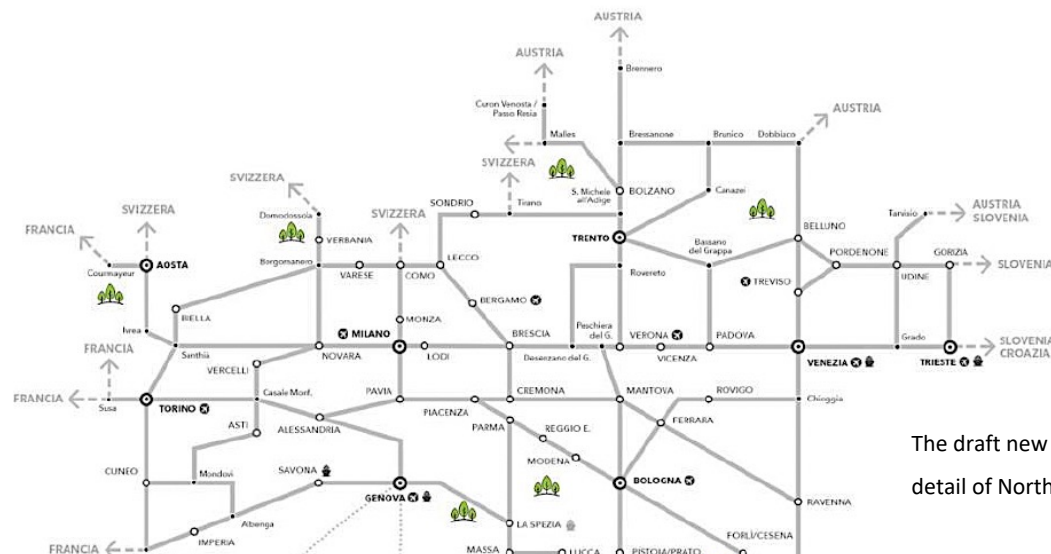 AUSTRIA
AUSTRIA
Brennero
Curon Venosta /
Passo Resia
AUSTRIA
Malles
Bressanone
Brunico
Dobbiaco
SVIZZERA
SVIZZERA
S. Michele
all'Adige
BOLZANO
Canazei
SVIZZERA
SVIZZERA
SONDRIO
Tirano
Tarvisio
AUSTRIA
SLOVENIA
FRANCIA
Domodossola
VERBANIA
TRENTO
Bassano
del Grappa
BELLUNO
PORDENONE
GORIZIA
Courmayeur
AOSTA
Borgomanero
VARESE
COMO
LECCO
Rovereto
TREVISO
UDINE
SLOVENIA
BERGAMO
BIELLA
MONZA
Ivrea
MILANO
BRESCIA
Peschiera
del G.
VERONA
PADOVA
Grado
SLOVENIA
CROAZIA
FRANCIA
Santhià
NOVARA
LODI
Desenzano del G.
VICENZA
VENEZIA
TRIESTE
VERCELLI
FRANCIA
Susa
TORINO
Casale Monf.
PAVIA
PIACENZA
CREMONA
MANTOVA
ROVIGO
Chioggia
ASTI
ALESSANDRIA
PARMA
REGGIO E.
FERRARA
MODENA
The draft new
detail of North
CUNEO
Mondovì
SAVONA
GENOVA
BOLOGNA
RAVENNA
Albenga
IMPERIA
LA SPEZIA
FORLÌ/CESENA
FRANCIA
MASSA
LUCCA
PISTOIA/PRATO